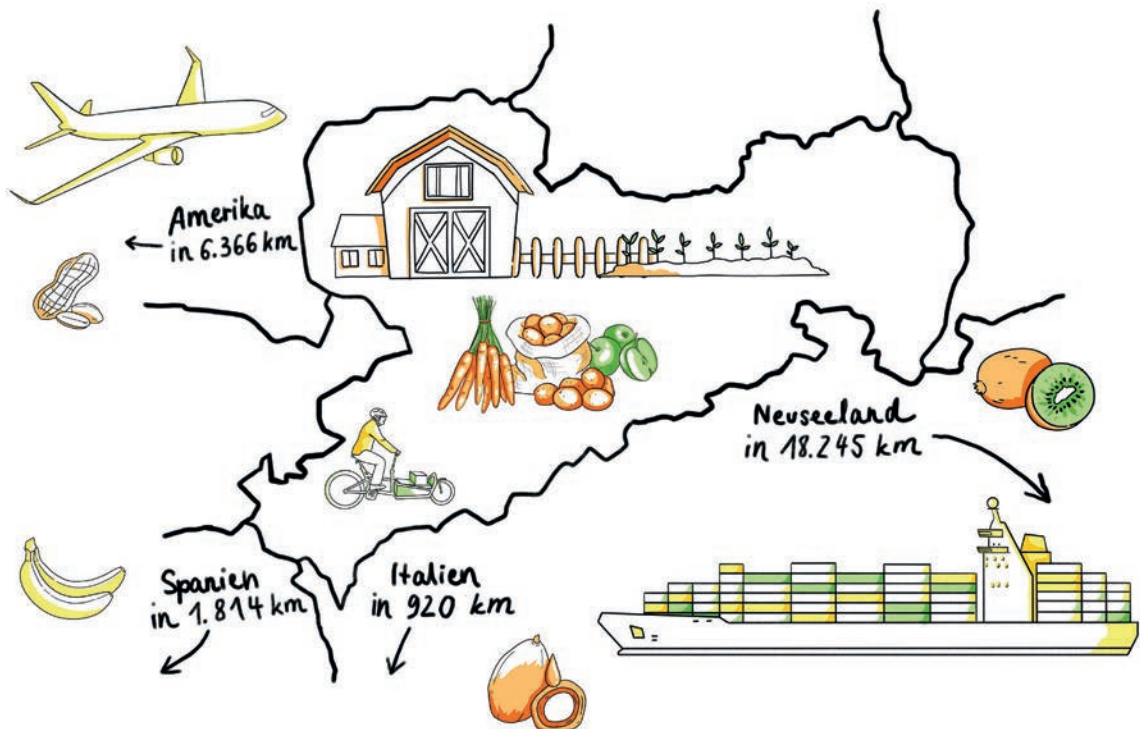 Amerika
in 6.366 km
Neuseeland
in 18.245 km
Spanien
in 1.814 km
Italien
in 920 km